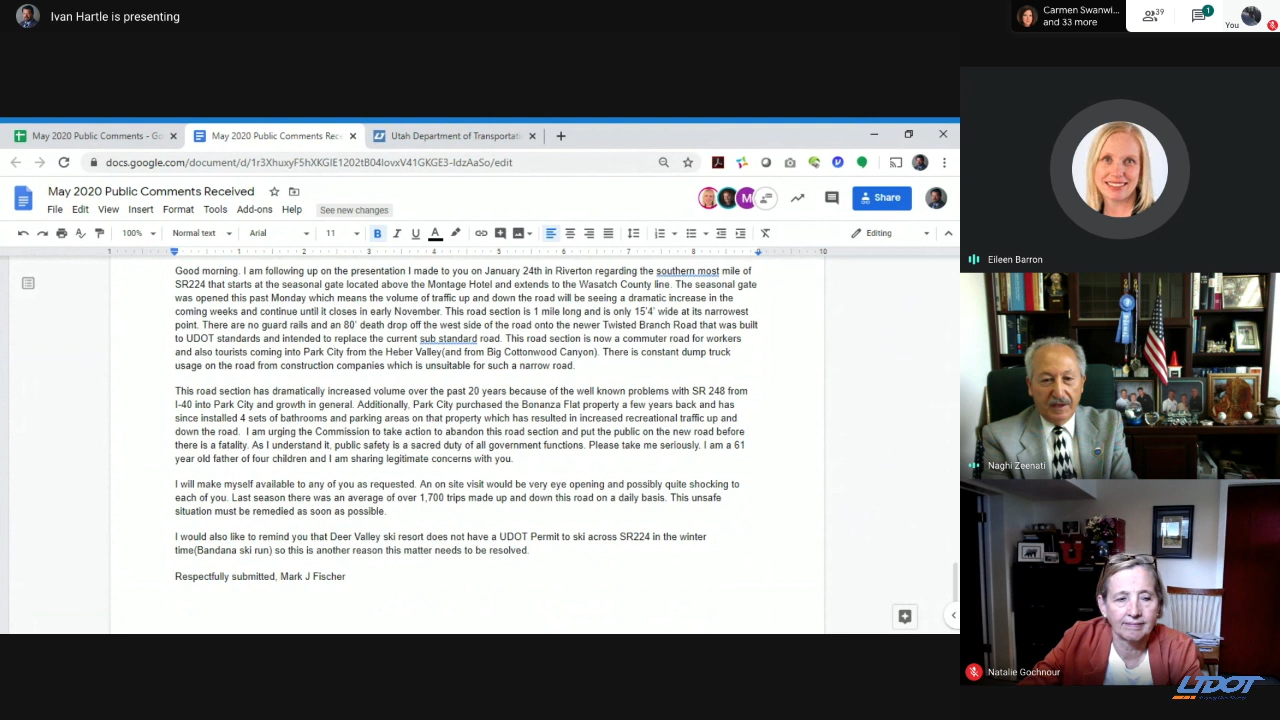 Ivan Hartle is presenting
Carmen Swanwi...
and 33 more
39
1
You
May 2020 Public Comments - Go
May 2020 Public Comments Rece
Utah Department of Transportati
docs.google.com/document/d/1r3XhuxyF5hXKGIE1202tB04IovxV41GKGE3-IdzAaSo/edit
May 2020 Public Comments Received
File Edit View Insert Format Tools Add-ons Help See new changes
M
Share
100% Normal text Arial 11 B I U A Editing
1 1 2 3 4 5 6 7 8 9 10
Good morning. I am following up on the presentation I made to you on January 24th in Riverton regarding the southern most mile of
SR224 that starts at the seasonal gate located above the Montage Hotel and extends to the Wasatch County line. The seasonal gate
was opened this past Monday which means the volume of traffic up and down the road will be seeing a dramatic increase in the
coming weeks and continue until it closes in early November. This road section is 1 mile long and is only 15'4' wide at its narrowest
point. There are no guard rails and an 80' death drop off the west side of the road onto the newer Twisted Branch Road that was built
to UDOT standards and intended to replace the current sub standard road. This road section is now a commuter road for workers
and also tourists coming into Park City from the Heber Valley(and from Big Cottonwood Canyon). There is constant dump truck
usage on the road from construction companies which is unsuitable for such a narrow road.
This road section has dramatically increased volume over the past 20 years because of the well known problems with SR 248 from
I-40 into Park City and growth in general. Additionally, Park City purchased the Bonanza Flat property a few years back and has
since installed 4 sets of bathrooms and parking areas on that property which has resulted in increased recreational traffic up and
down the road. I am urging the Commission to take action to abandon this road section and put the public on the new road before
there is a fatality. As I understand it, public safety is a sacred duty of all government functions. Please take me seriously. I am a 61
year old father of four children and I am sharing legitimate concerns with you.
I will make myself available to any of you as requested. An on site visit would be very eye opening and possibly quite shocking to
each of you. Last season there was an average of over 1,700 trips made up and down this road on a daily basis. This unsafe
situation must be remedied as soon as possible.
I would also like to remind you that Deer Valley ski resort does not have a UDOT Permit to ski across SR224 in the winter
time(Bandana ski run) so this is another reason this matter needs to be resolved.
Respectfully submitted, Mark J Fischer
Eileen Barron
Naghi Zeenati
Natalie Gochnour
UDOT